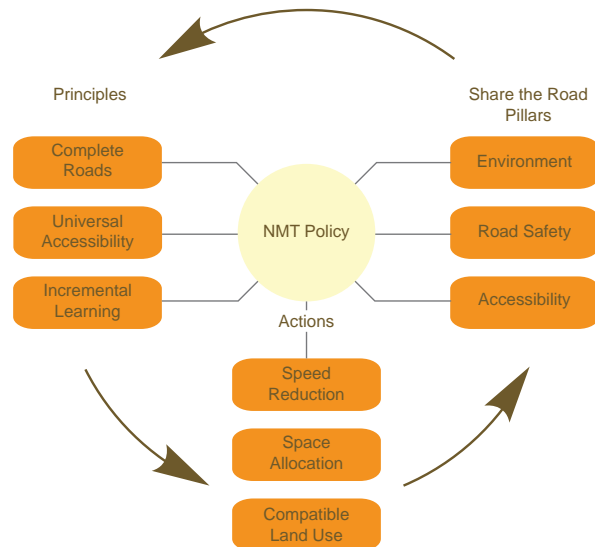 Principles
Complete
Roads
Universal
Accessibility
Incremental
Learning
NMT Policy
Share the Road
Pillars
Environment
Road Safety
Accessibility
Actions
Speed
Reduction
Space
Allocation
Compatible
Land Use